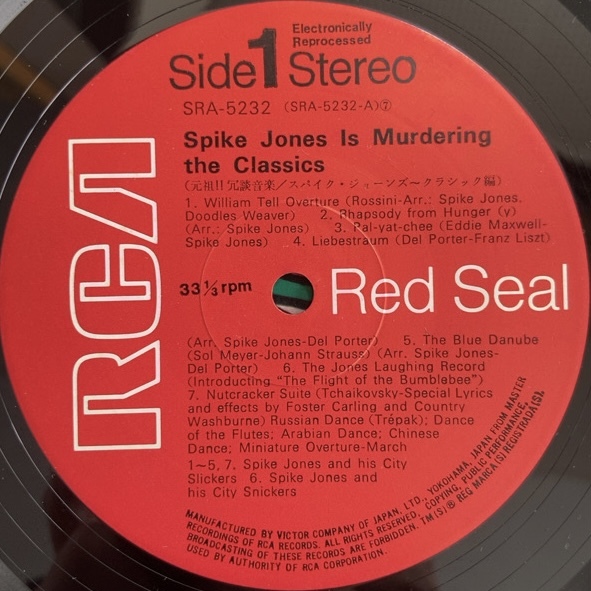 Electronically
Reprocessed
Side 1 Stereo
SRA-5232 (SRA-5232-A)⑦
Spike Jones Is Murdering
the Classics
(元祖!!冗談音楽/スパイク・ジョーンズ〜クラシック編)
1. William Tell Overture (Rossini-Arr.: Spike Jones.
Doodles Weaver) 2. Rhapsody from Hunger (y)
(Arr.: Spike Jones) 3. Pal-yat-chee (Eddie Maxwell-
Spike Jones) 4. Liebestraum (Del Porter-Franz Liszt)
RCA
33 1/3 rpm
Red Seal
(Arr. Spike Jones-Del Porter) 5. The Blue Danube
(Sol Meyer-Johann Strauss) (Arr. Spike Jones-
Del Porter) 6. The Jones Laughing Record
(Introducting "The Flight of the Bumblebee")
7. Nutcracker Suite (Tchaikovsky-Special Lyrics
and effects by Foster Carling and Country
Washburne) Russian Dance (Trépak); Dance
of the Flutes; Arabian Dance; Chinese
Dance; Miniature Overture-March
1~5, 7. Spike Jones and his City
Slickers 6. Spike Jones and
his City Snickers
MANUFACTURED BY VICTOR COMPANY OF JAPAN, LTD., YOKOHAMA, JAPAN FROM MASTER
RECORDINGS OF RCA RECORDS. ALL RIGHTS RESERVED. COPYING, PUBLIC PERFORMANCE,
BROADCASTING OF THESE RECORDS ARE FORBIDDEN. TM(S)® REG MARCA(S) REGISTRADA(S).
USED BY AUTHORITY OF RCA CORPORATION.